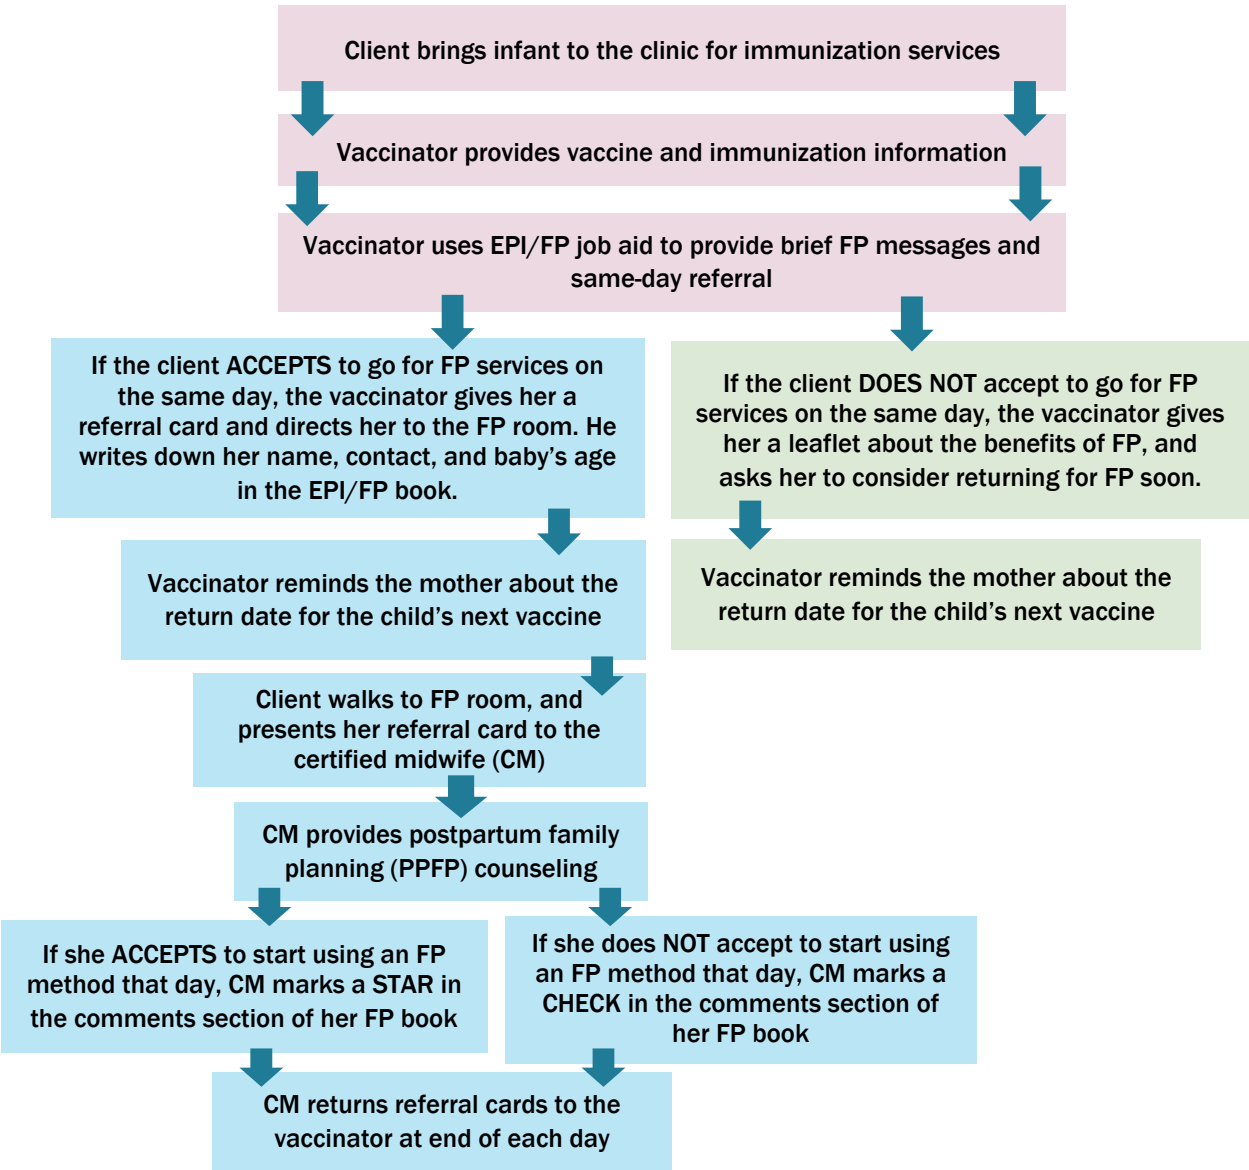 Client brings infant to the clinic for immunization services
Vaccinator provides vaccine and immunization information
Vaccinator uses EPI/FP job aid to provide brief FP messages and
same-day referral
If the client ACCEPTS to go for FP services on
the same day, the vaccinator gives her a
referral card and directs her to the FP room. He
writes down her name, contact, and baby’s age
in the EPI/FP book.
If the client DOES NOT accept to go for FP
services on the same day, the vaccinator gives
her a leaflet about the benefits of FP, and
asks her to consider returning for FP soon.
Vaccinator reminds the mother about the
return date for the child’s next vaccine
Vaccinator reminds the mother about the
return date for the child’s next vaccine
Client walks to FP room, and
presents her referral card to the
certified midwife (CM)
CM provides postpartum family
planning (PPFP) counseling
If she ACCEPTS to start using an FP
method that day, CM marks a STAR in
the comments section of her FP book
If she does NOT accept to start using
an FP method that day, CM marks a
CHECK in the comments section of
her FP book
CM returns referral cards to the
vaccinator at end of each day